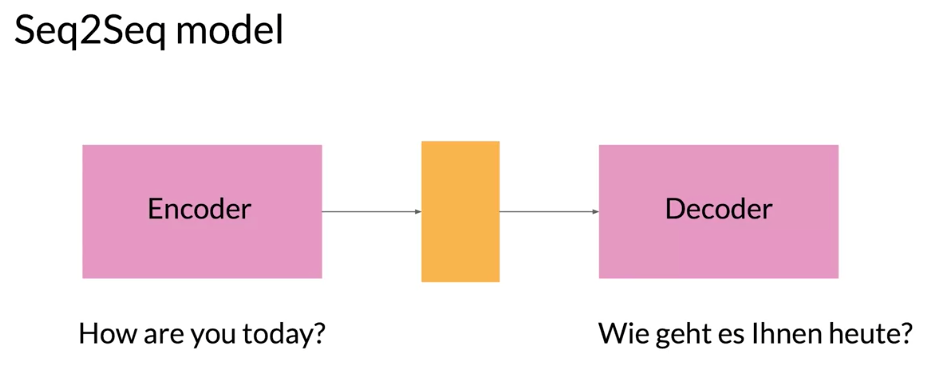 Seq2Seq model
Encoder
Decoder
How are you today?
Wie geht es Ihnen heute?